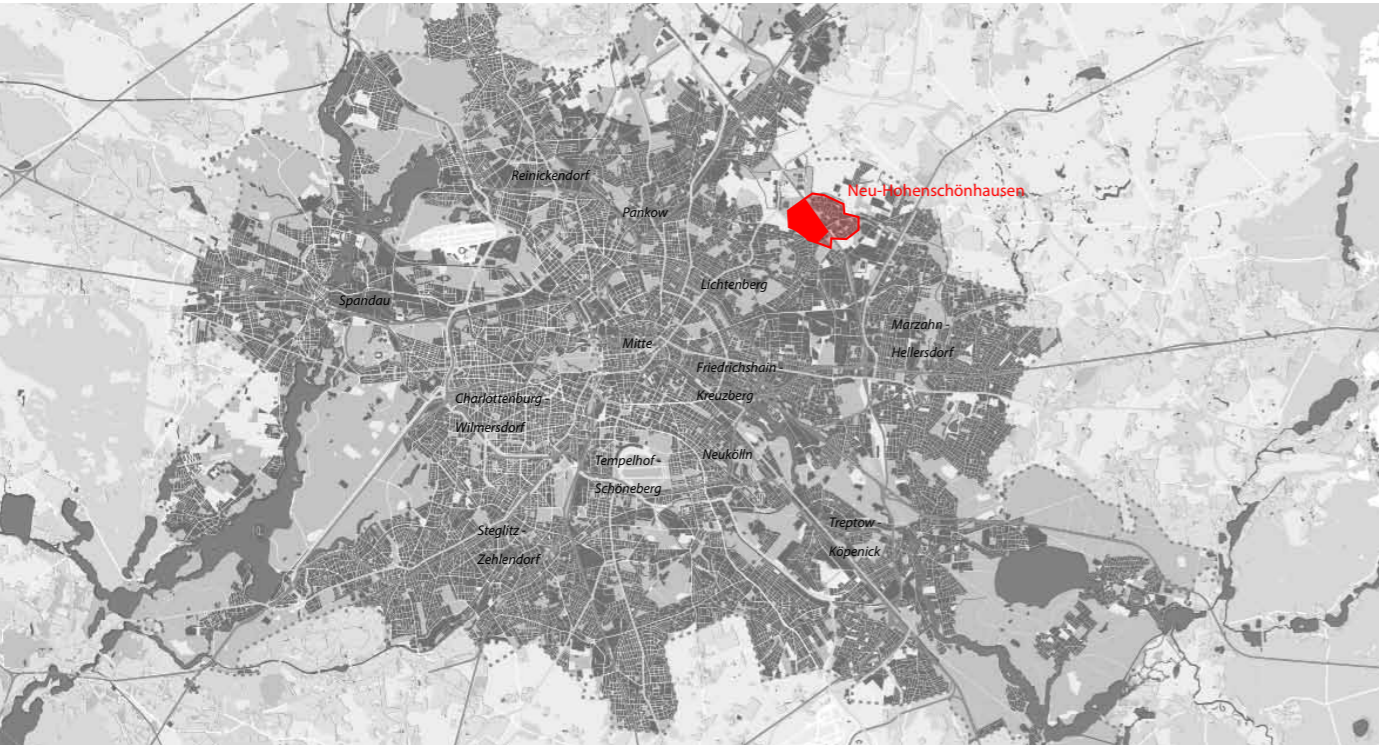 Reinickendorf
Neu-Hohenschönhausen
Pankow
Lichtenberg
Spandau
Marzahn -
Hellersdorf
Mitte
Friedrichshain -
Kreuzberg
Charlottenburg -
Wilmersdorf
Neukölln
Tempelhof -
Schöneberg
Steglitz -
Zehlendorf
Treptow -
Köpenick